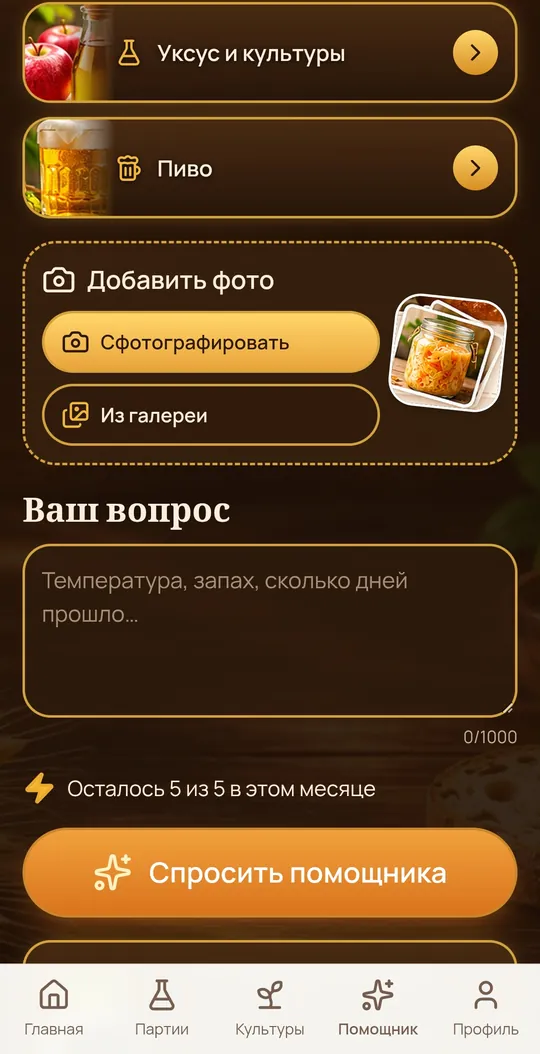 Уксус и культуры
Пиво
Добавить фото
Сфотографировать
Из галереи
Ваш вопрос
Температура, запах, сколько дней
прошло…
0/1000
Осталось 5 из 5 в этом месяце
Спросить помощника
Главная
Партии
Культуры
Помощник
Профиль